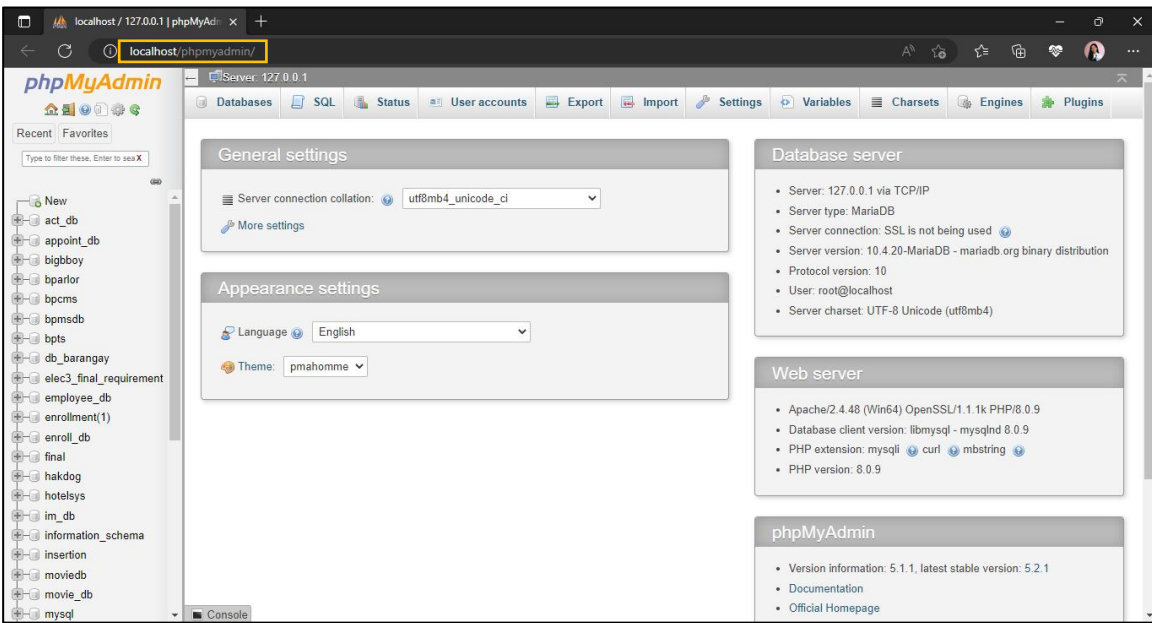 localhost / 127.0.0.1 | phpMyAdn
localhost/phpmyadmin/
phpMyAdmin
Recent Favorites
Type to filter these, Enter to sea X
New
act_db
appoint_db
bigbboy
bparlor
bpcms
bpmsdb
bpts
db_barangay
elec3_final_requirement
employee_db
enrollment(1)
enroll_db
final
hakdog
hotelsys
im_db
information_schema
insertion
moviedb
movie_db
mysql
Server: 127.0.0.1
Databases SQL Status User accounts Export Import Settings Variables Charsets Engines Plugins
General settings
Server connection collation: utf8mb4_unicode_ci
More settings
Appearance settings
Language English
Theme: pmahomme
Database server
Server: 127.0.0.1 via TCP/IP
Server type: MariaDB
Server connection: SSL is not being used
Server version: 10.4.20-MariaDB - mariadb.org binary distribution
Protocol version: 10
User: root@localhost
Server charset: UTF-8 Unicode (utf8mb4)
Web server
Apache/2.4.48 (Win64) OpenSSL/1.1.1k PHP/8.0.9
Database client version: libmysql - mysqlnd 8.0.9
PHP extension: mysqli curl mbstring
PHP version: 8.0.9
phpMyAdmin
Version information: 5.1.1, latest stable version: 5.2.1
Documentation
Official Homepage
Console